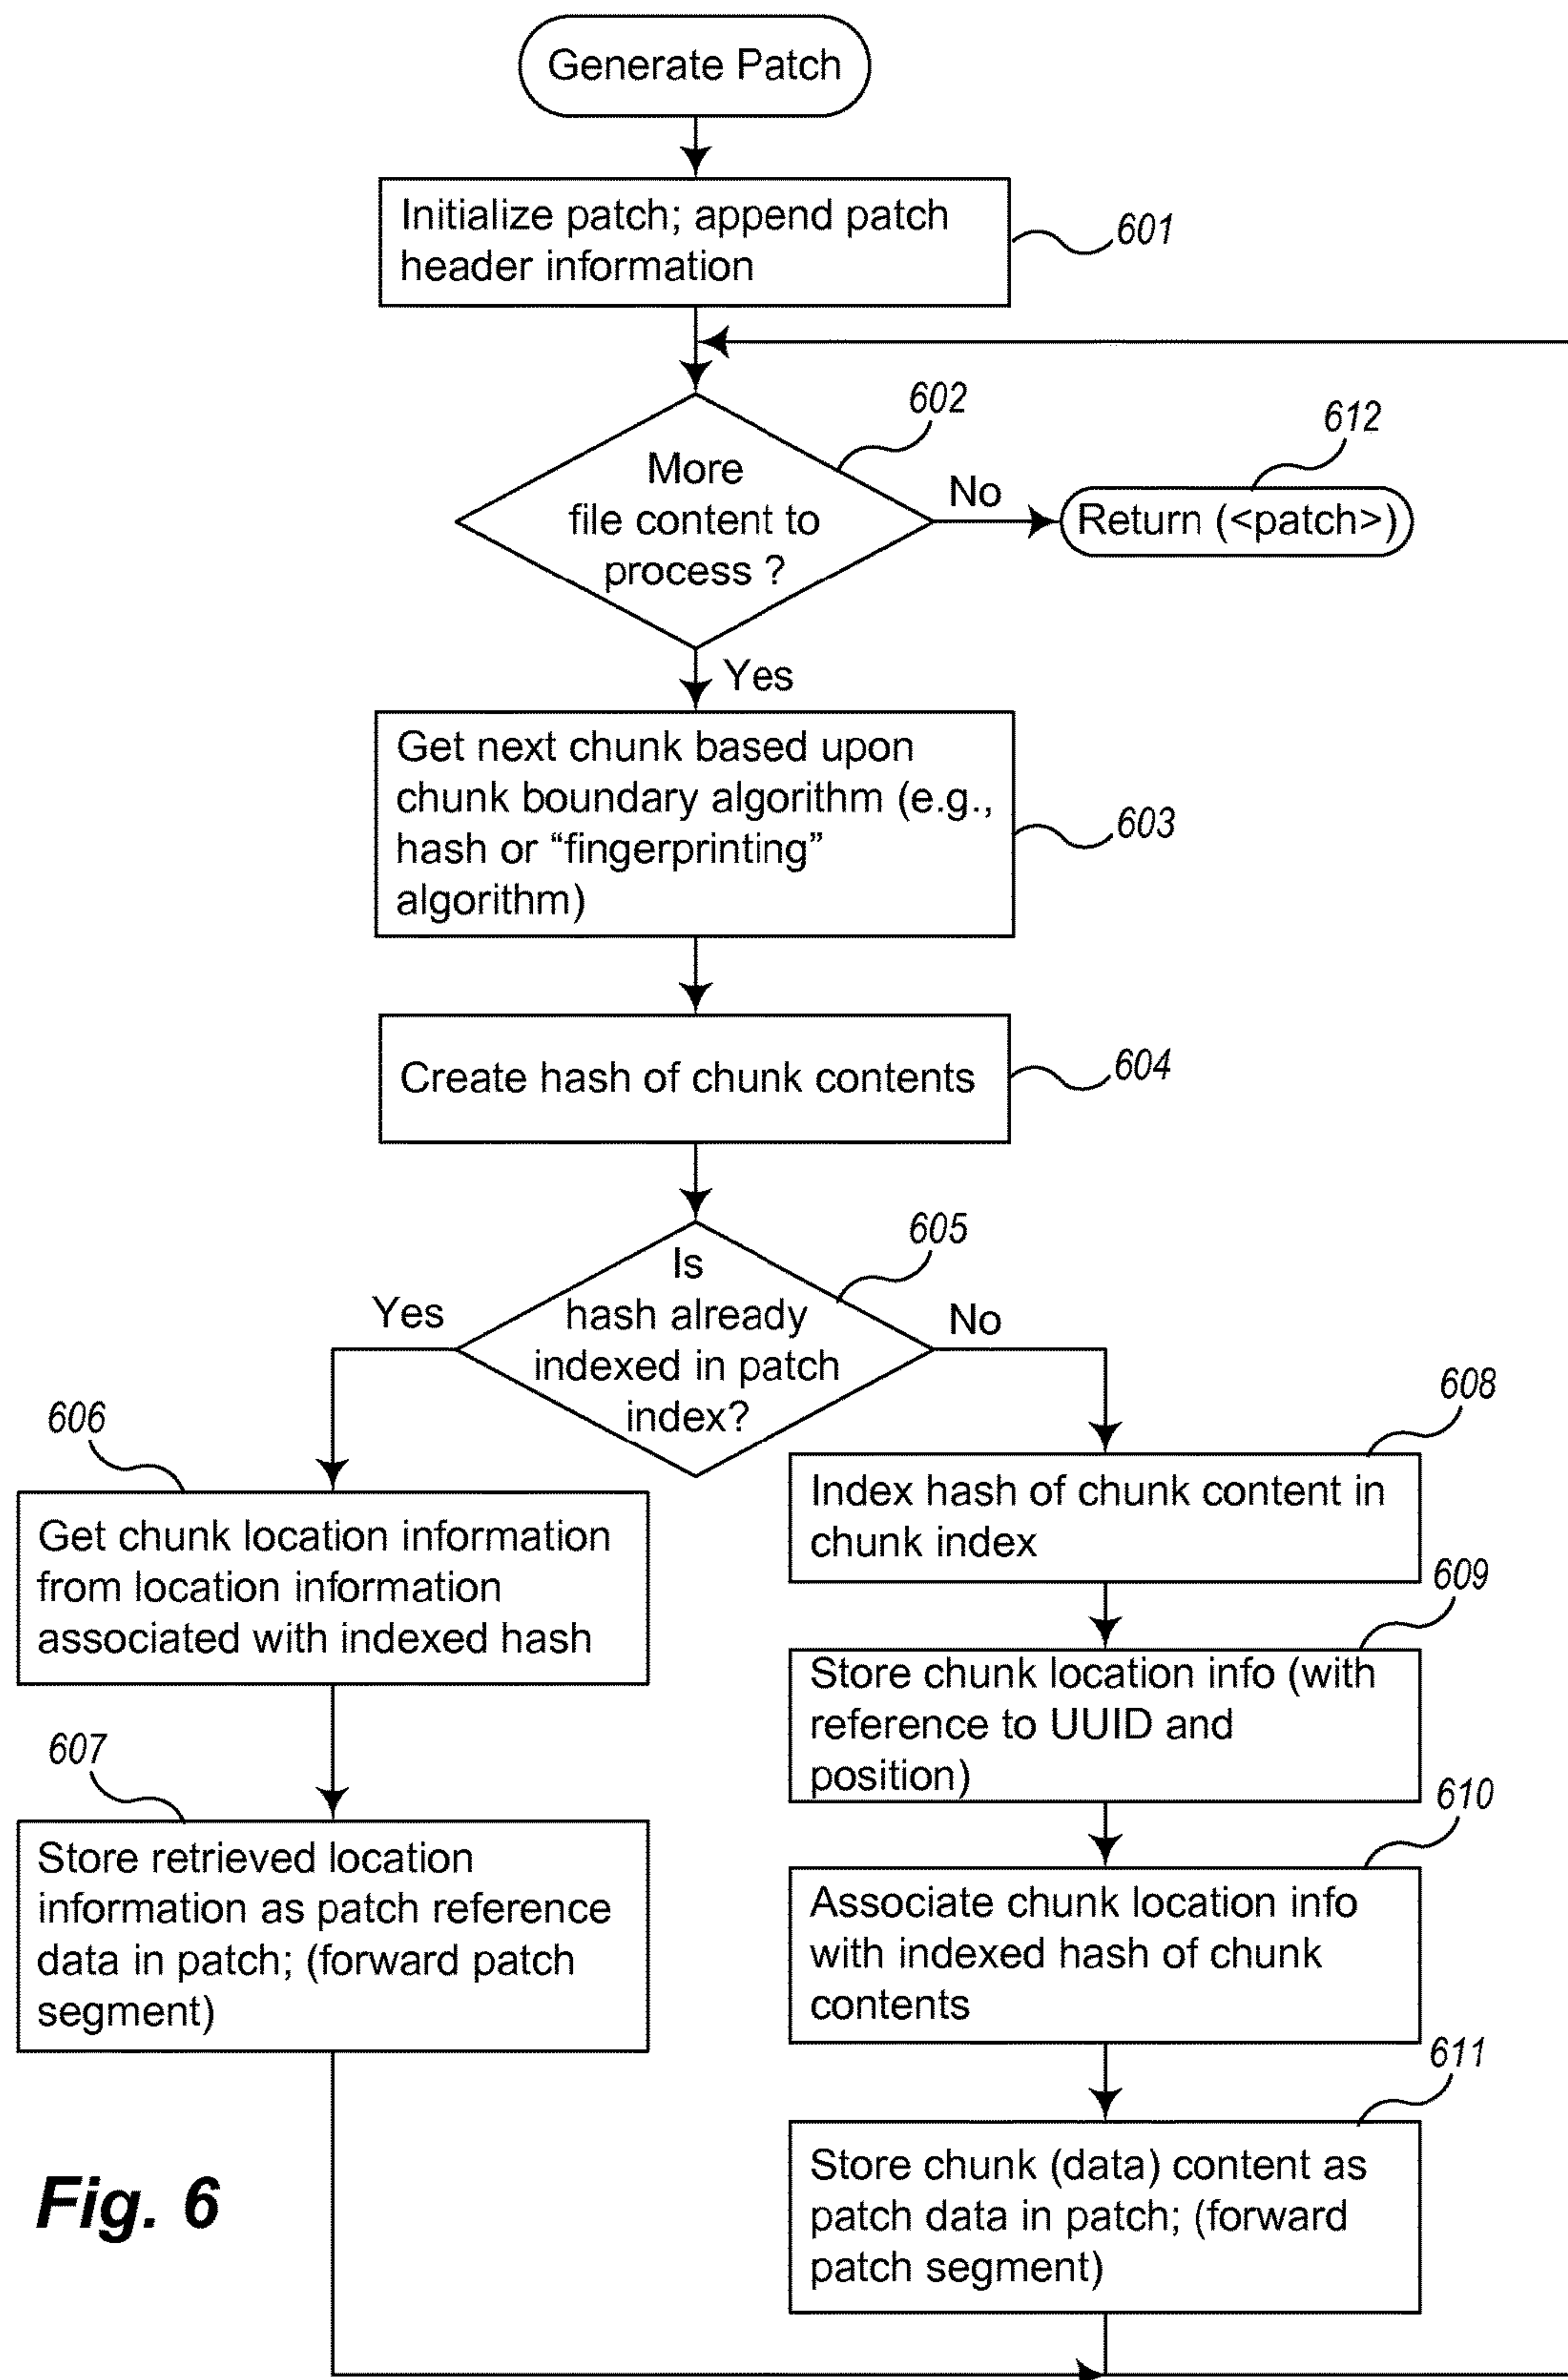 Generate Patch
Initialize patch; append patch
header information
601
602
612
More
file content to
process ?
No
Return (<patch>)
Yes
Get next chunk based upon
chunk boundary algorithm (e.g.,
hash or “fingerprinting”
algorithm)
603
Create hash of chunk contents
604
605
Is
hash already
indexed in patch
index?
Yes
No
606
Get chunk location information
from location information
associated with indexed hash
607
Store retrieved location
information as patch reference
data in patch; (forward patch
segment)
608
Index hash of chunk content in
chunk index
609
Store chunk location info (with
reference to UUID and
position)
610
Associate chunk location info
with indexed hash of chunk
contents
611
Store chunk (data) content as
patch data in patch; (forward
patch segment)
Fig. 6